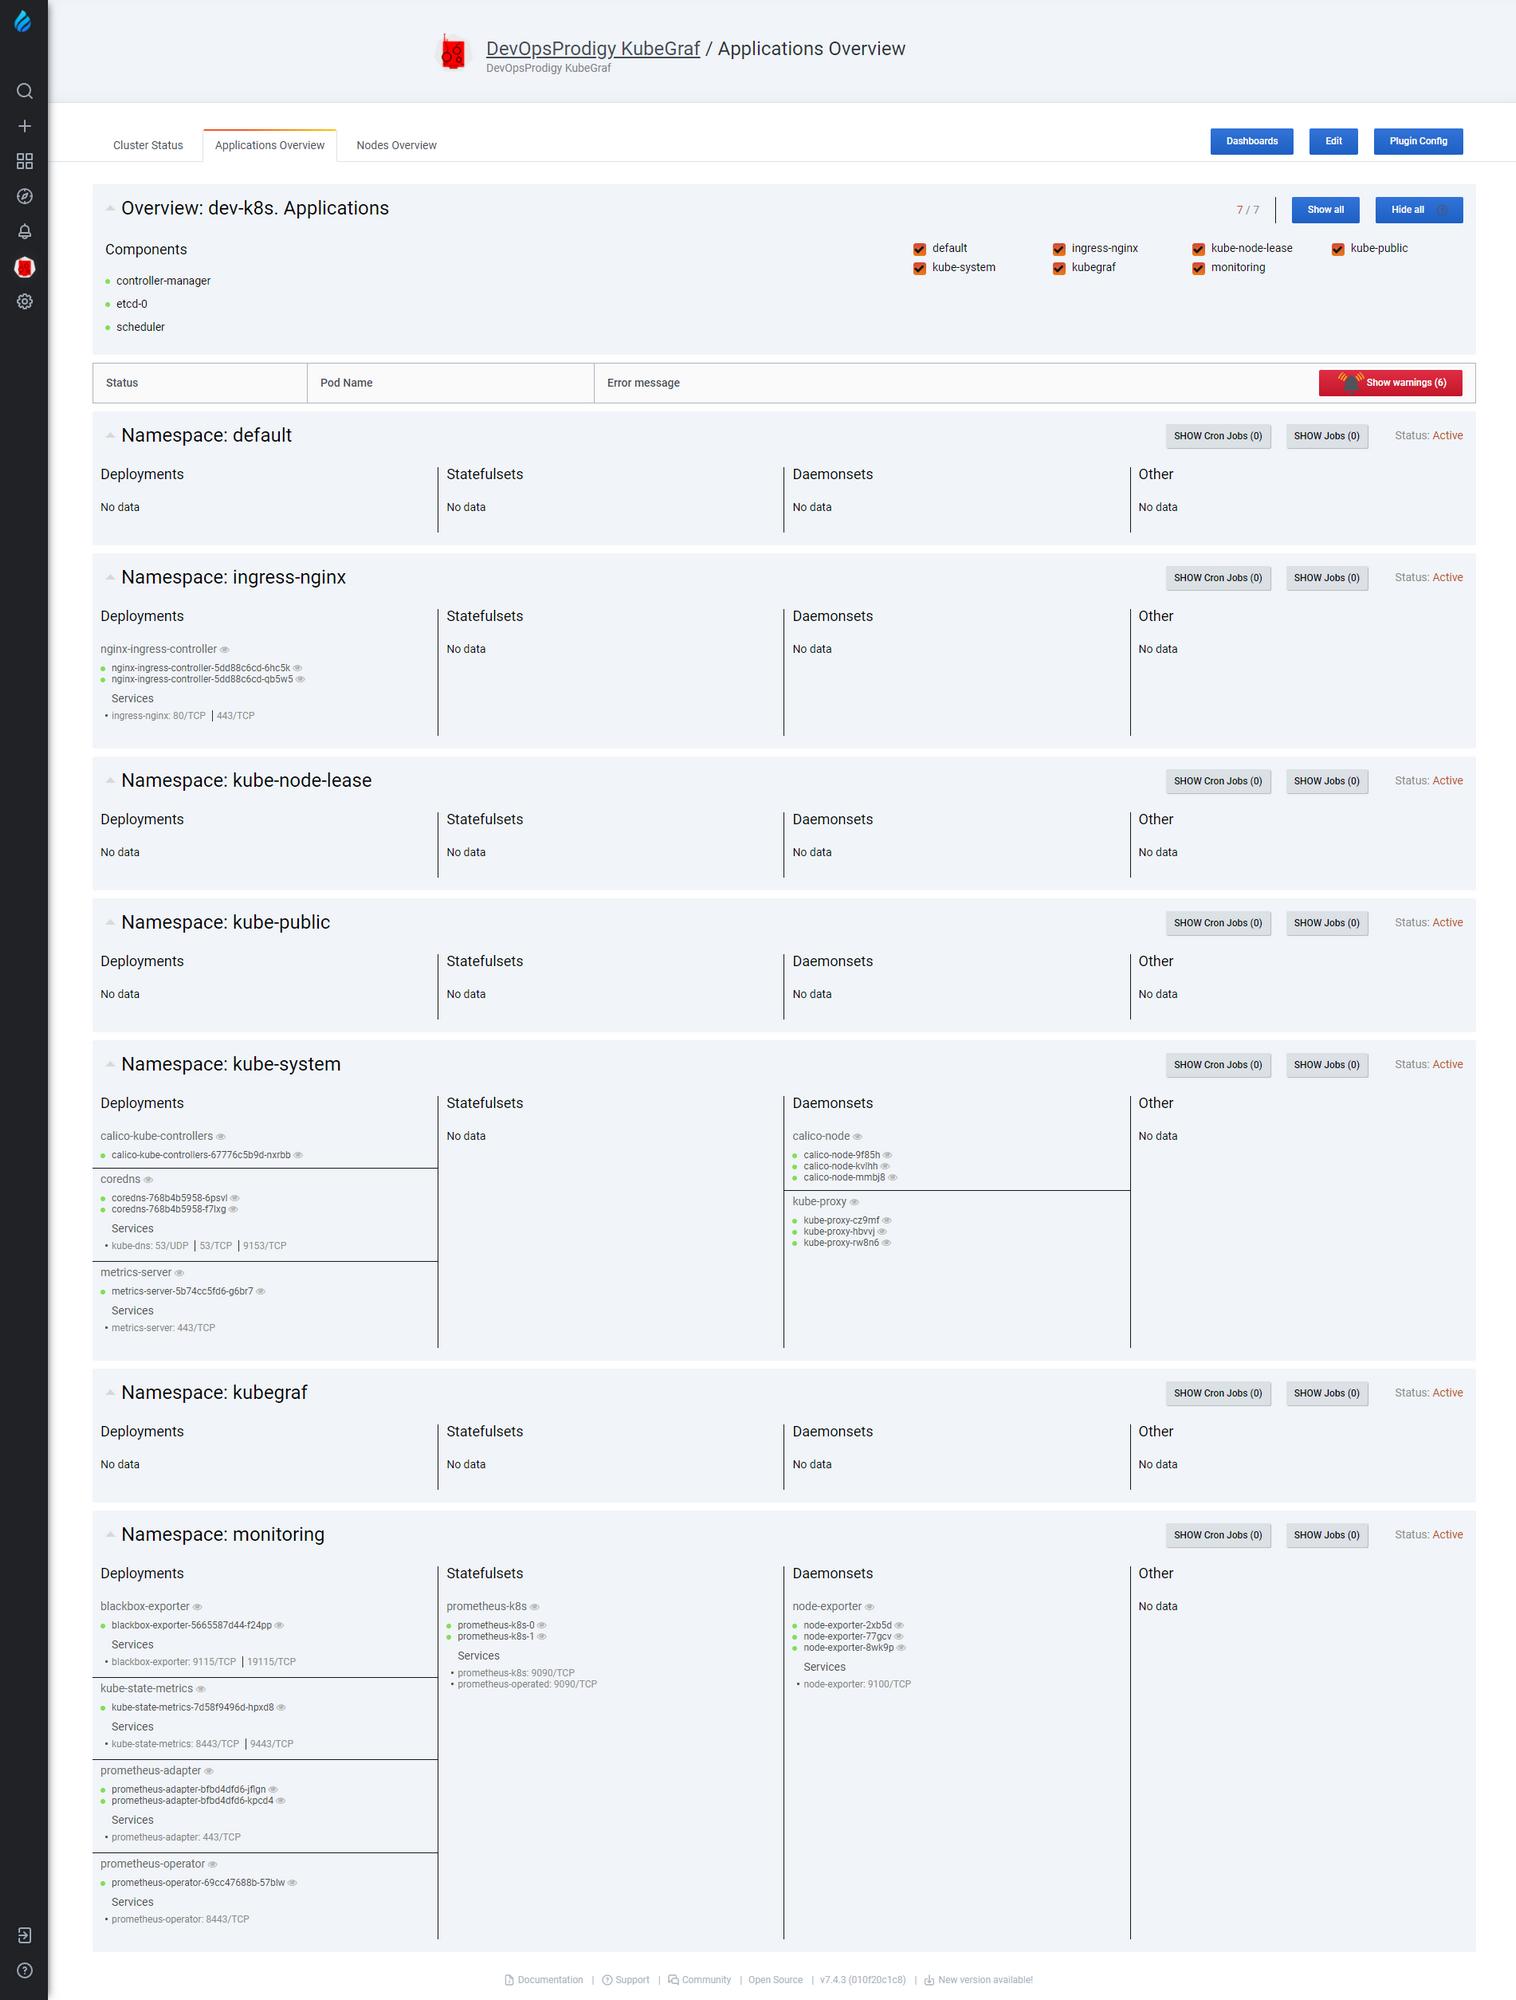 DevOpsProdigy KubeGraf / Applications Overview
DevOpsProdigy KubeGraf
Cluster Status
Applications Overview
Nodes Overview
Dashboards
Edit
Plugin Config
Overview: dev-k8s. Applications
7 / 7
Show all
Hide all
Components
controller-manager
etcd-0
scheduler
default
ingress-nginx
kube-node-lease
kube-public
kube-system
kubegraf
monitoring
Status
Pod Name
Error message
Show warnings (6)
Namespace: default
SHOW Cron Jobs (0)
SHOW Jobs (0)
Status: Active
Deployments
No data
Statefulsets
No data
Daemonsets
No data
Other
No data
Namespace: ingress-nginx
SHOW Cron Jobs (0)
SHOW Jobs (0)
Status: Active
Deployments
nginx-ingress-controller
nginx-ingress-controller-5dd88c6cd-6hc5k
nginx-ingress-controller-5dd88c6cd-qb5w5
Services
• ingress-nginx: 80/TCP | 443/TCP
Statefulsets
No data
Daemonsets
No data
Other
No data
Namespace: kube-node-lease
SHOW Cron Jobs (0)
SHOW Jobs (0)
Status: Active
Deployments
No data
Statefulsets
No data
Daemonsets
No data
Other
No data
Namespace: kube-public
SHOW Cron Jobs (0)
SHOW Jobs (0)
Status: Active
Deployments
No data
Statefulsets
No data
Daemonsets
No data
Other
No data
Namespace: kube-system
SHOW Cron Jobs (0)
SHOW Jobs (0)
Status: Active
Deployments
calico-kube-controllers
calico-kube-controllers-67776c5b9d-nxrbb
coredns
coredns-768b4b5958-6psvl
coredns-768b4b5958-f7lxg
Services
• kube-dns: 53/UDP | 53/TCP | 9153/TCP
metrics-server
metrics-server-5b74cc5fd6-g6br7
Services
• metrics-server: 443/TCP
Statefulsets
No data
Daemonsets
calico-node
calico-node-9f85h
calico-node-kvlhh
calico-node-mmbj8
kube-proxy
kube-proxy-cz9mf
kube-proxy-hbvvj
kube-proxy-rw8n6
Other
No data
Namespace: kubegraf
SHOW Cron Jobs (0)
SHOW Jobs (0)
Status: Active
Deployments
No data
Statefulsets
No data
Daemonsets
No data
Other
No data
Namespace: monitoring
SHOW Cron Jobs (0)
SHOW Jobs (0)
Status: Active
Deployments
blackbox-exporter
blackbox-exporter-5665587d44-f24pp
Services
• blackbox-exporter: 9115/TCP | 19115/TCP
kube-state-metrics
kube-state-metrics-7d58f9496d-hpxd8
Services
• kube-state-metrics: 8443/TCP | 9443/TCP
prometheus-adapter
prometheus-adapter-bfbd4dfd6-jflgn
prometheus-adapter-bfbd4dfd6-kpcd4
Services
• prometheus-adapter: 443/TCP
prometheus-operator
prometheus-operator-69cc47688b-57blw
Services
• prometheus-operator: 8443/TCP
Statefulsets
prometheus-k8s
prometheus-k8s-0
prometheus-k8s-1
Services
• prometheus-k8s: 9090/TCP
• prometheus-operated: 9090/TCP
Daemonsets
node-exporter
node-exporter-2xb5d
node-exporter-77gcv
node-exporter-8wk9p
Services
• node-exporter: 9100/TCP
Other
No data
Documentation | Support | Community | Open Source | v7.4.3 (010f20c1c8) | New version available!